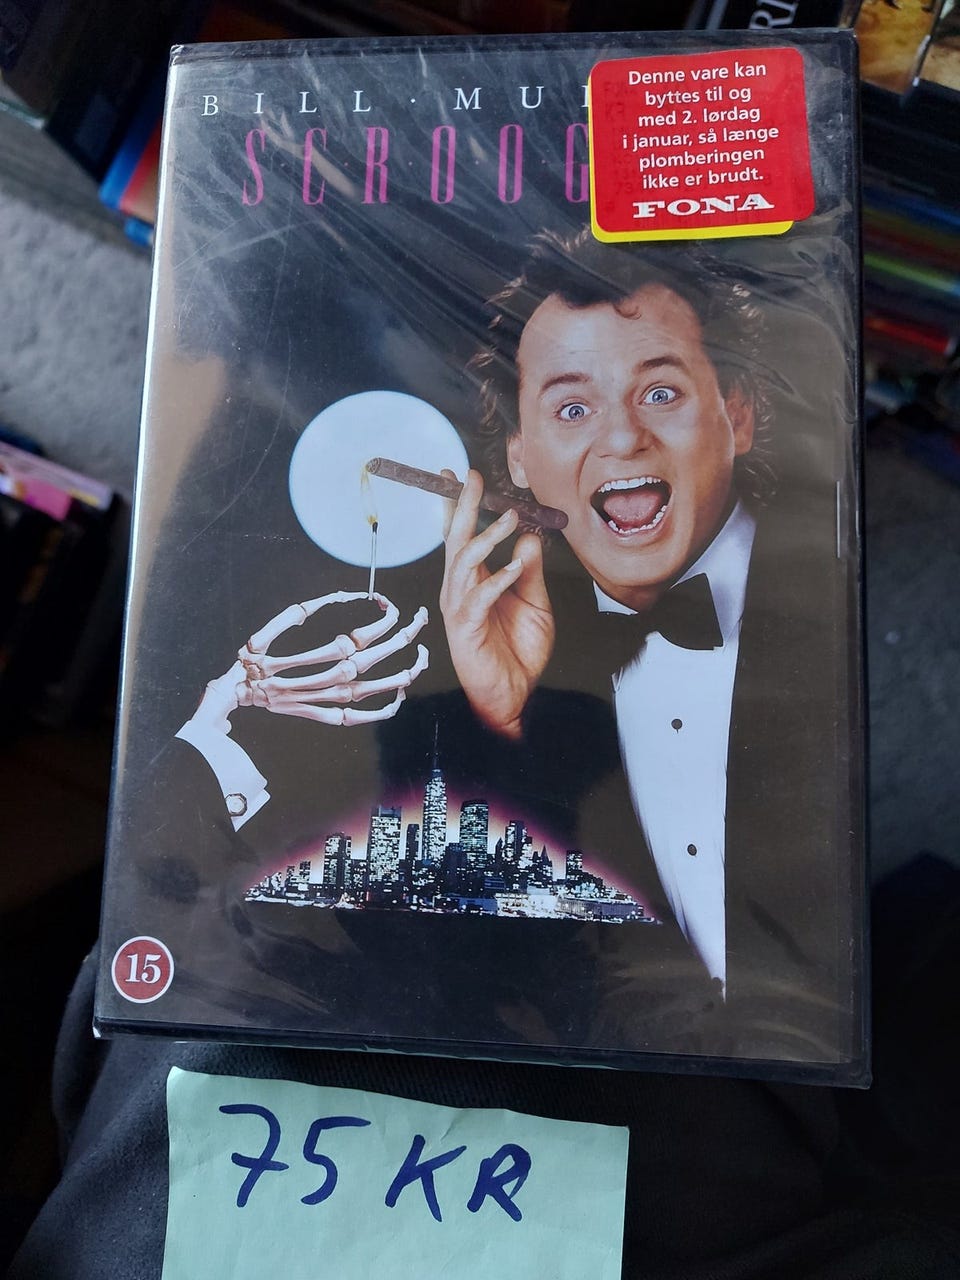 BILL · MU
SCROOG
Denne vare kan
byttes til og
med 2. lørdag
i januar, så længe
plomberingen
ikke er brudt.
FONA
15
75 KR